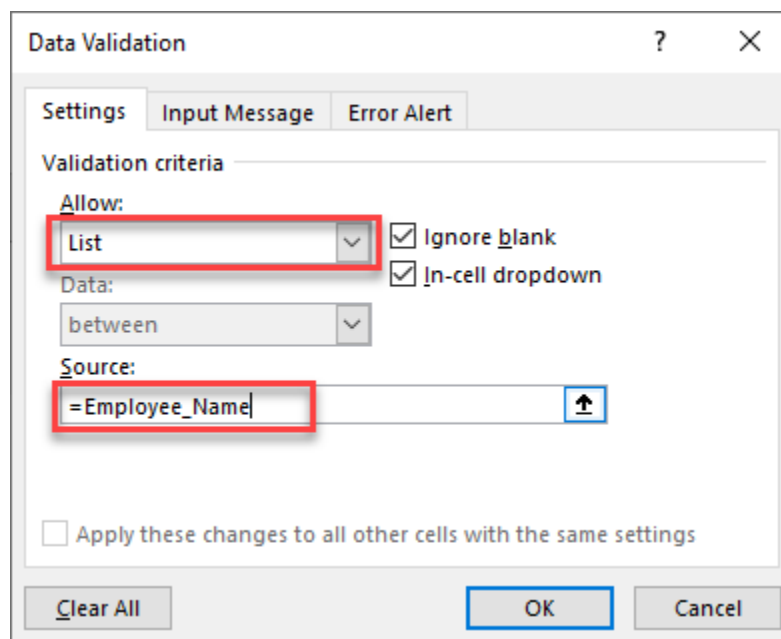 Data Validation ?
Settings Input Message Error Alert
Validation criteria
Allow:
List
Ignore blank
Data:
In-cell dropdown
between
Source:
=Employee_Name
Apply these changes to all other cells with the same settings
Clear All OK Cancel